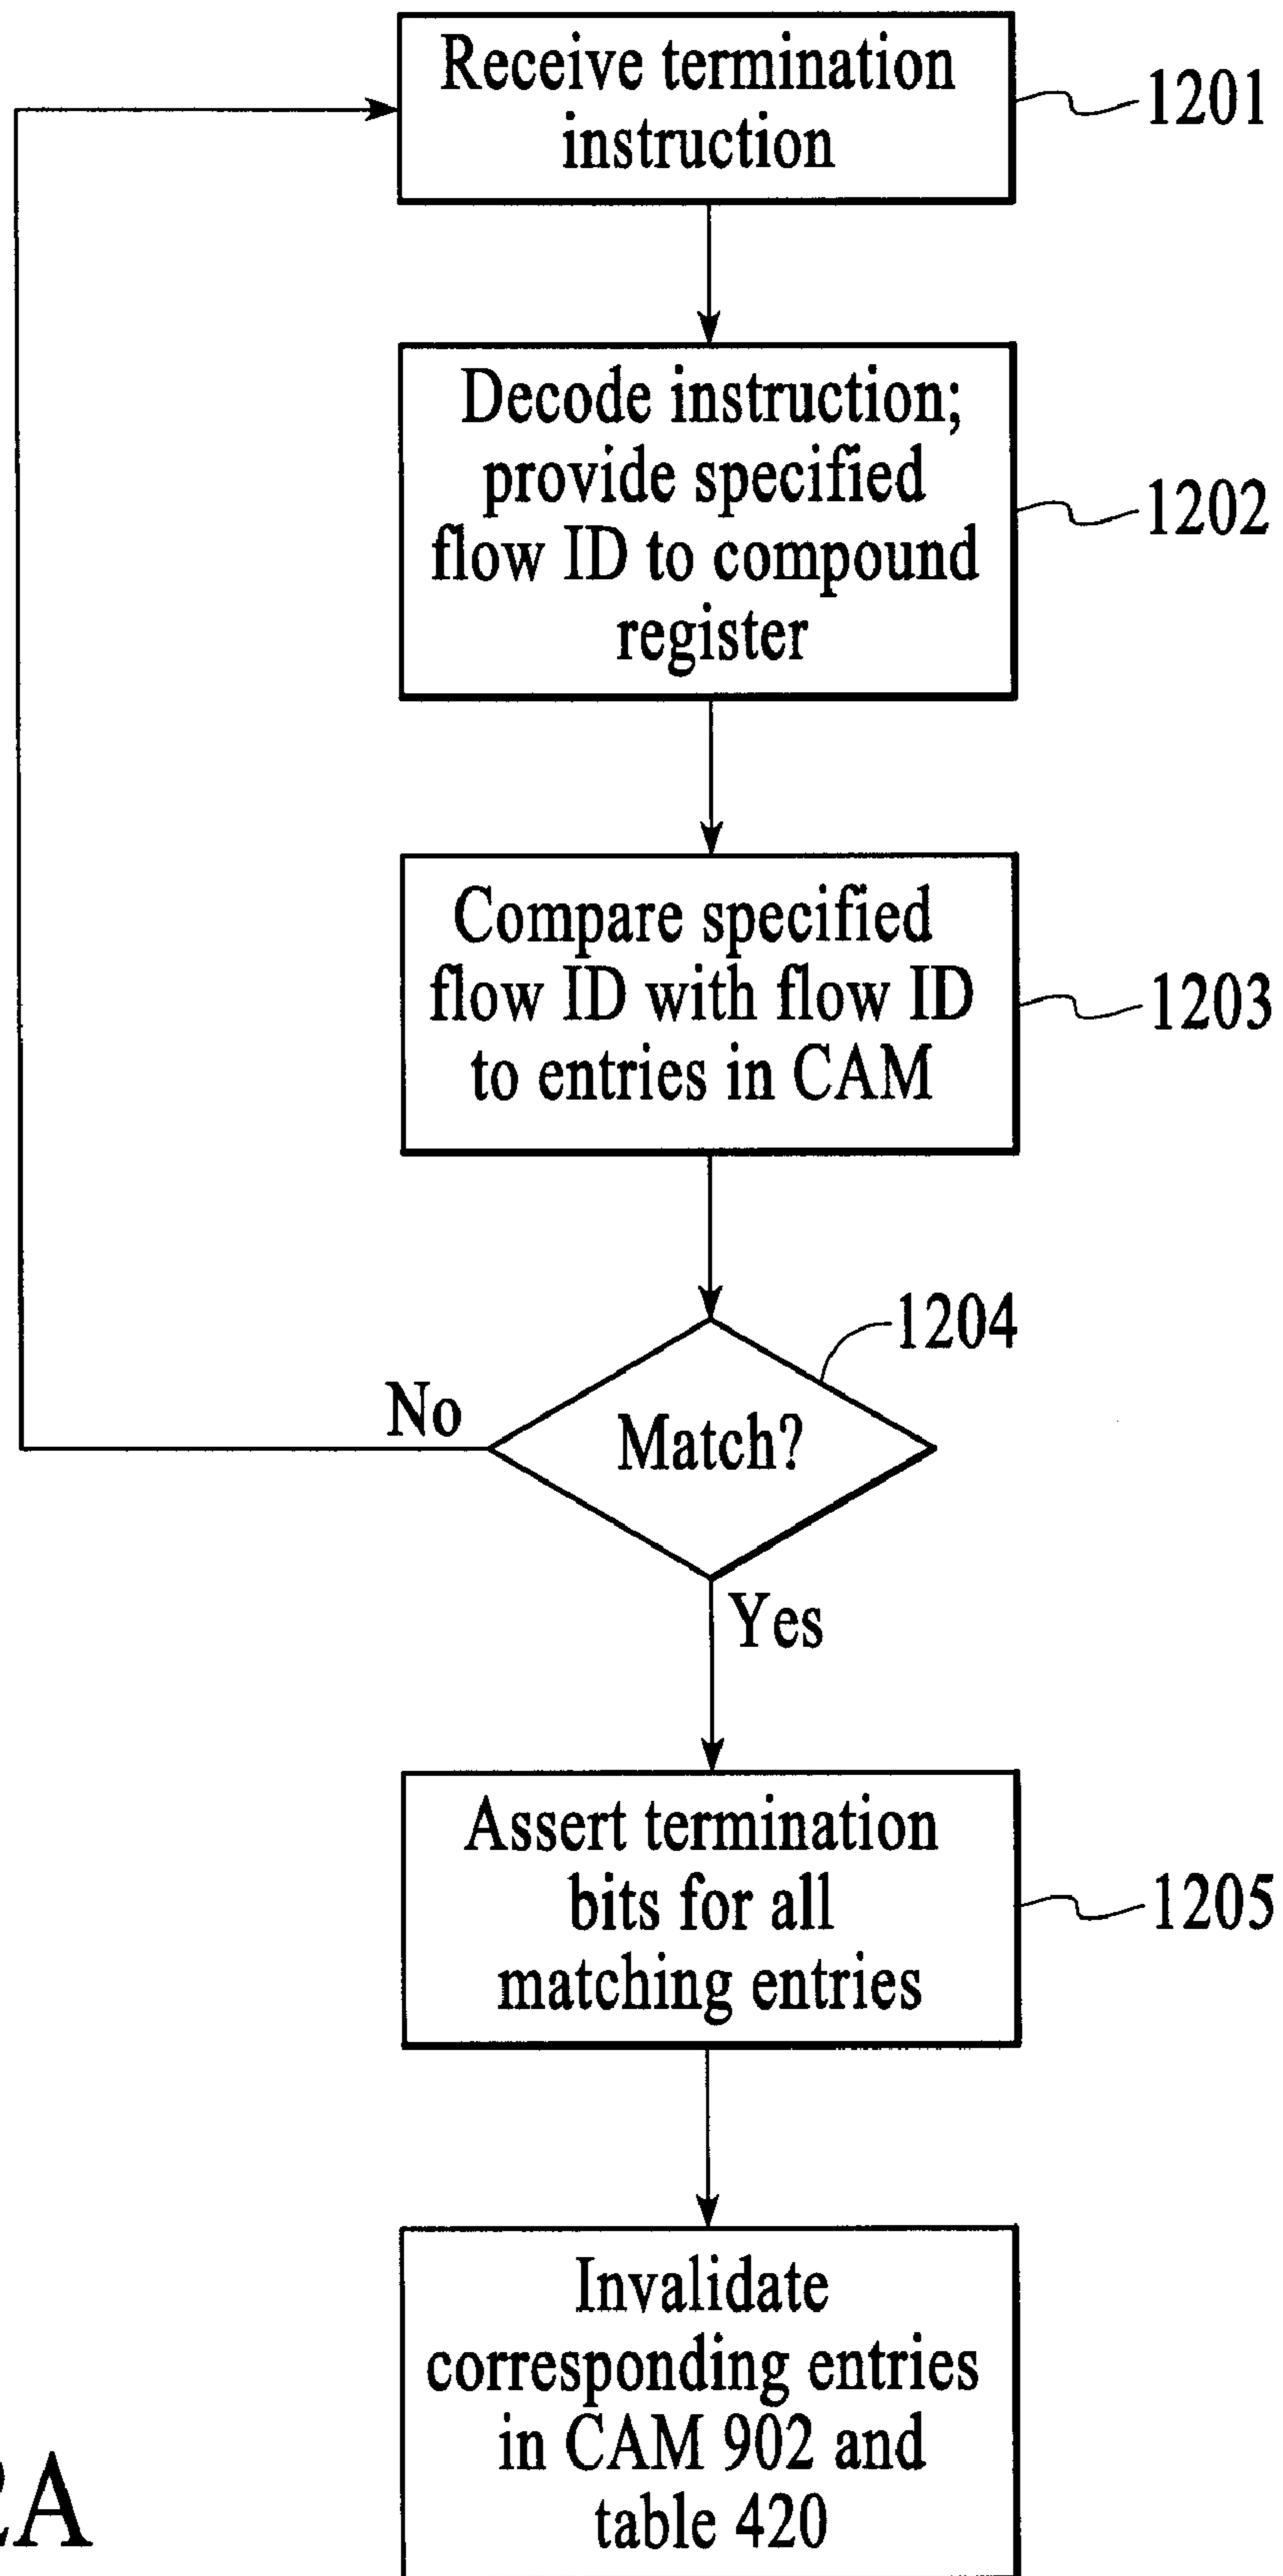 Receive termination
instruction
1201
Decode instruction;
provide specified
flow ID to compound
register
1202
Compare specified
flow ID with flow ID
to entries in CAM
1203
1204
No
Match?
Yes
Assert termination
bits for all
matching entries
1205
Invalidate
corresponding entries
in CAM 902 and
table 420
2A